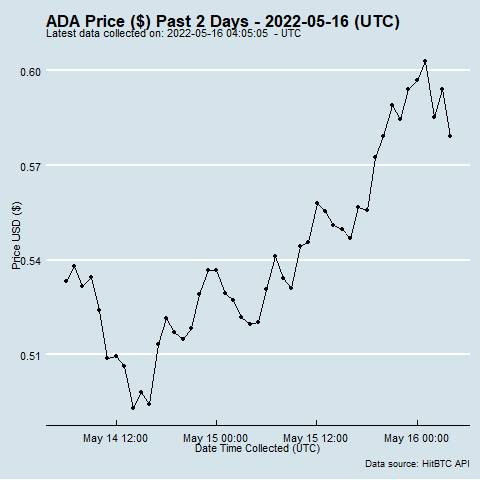 ADA Price ($) Past 2 Days - 2022-05-16 (UTC)
Latest data collected on: 2022-05-16 04:05:05 - UTC
0.60
0.57
Price USD ($)
0.54
0.51
May 14 12:00 May 15 00:00 May 15 12:00 May 16 00:00
Date Time Collected (UTC)
Data source: HitBTC API